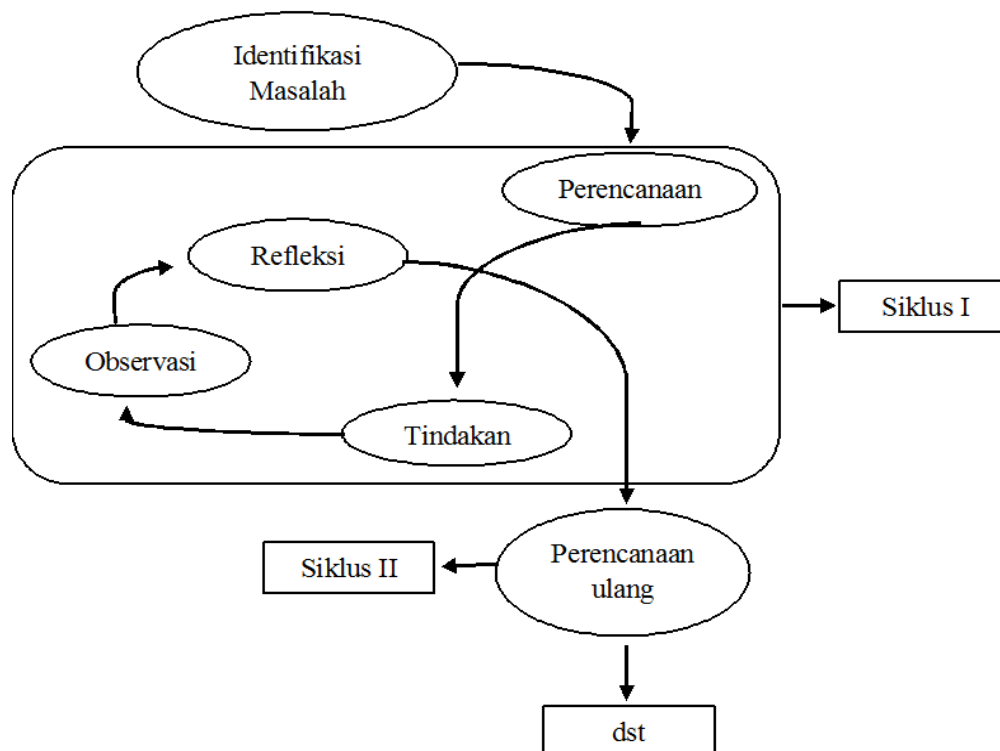 Identifikasi
Masalah
Perencanaan
Refleksi
Siklus I
Observasi
Tindakan
Perencanaan
ulang
Siklus II
dst